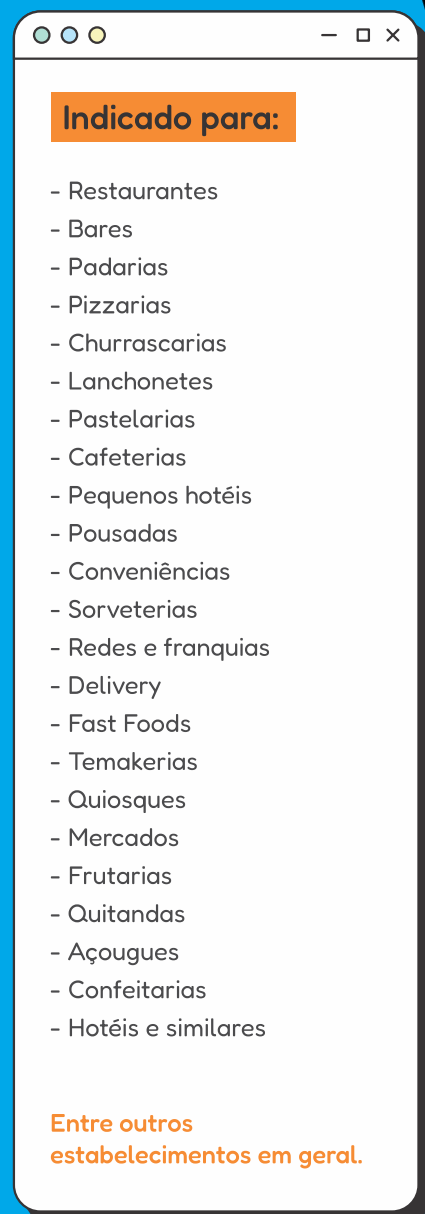 Indicado para:
- Restaurantes
- Bares
- Padarias
- Pizzarias
- Churrascarias
- Lanchonetes
- Pastelarias
- Cafeterias
- Pequenos hotéis
- Pousadas
- Conveniências
- Sorveterias
- Redes e franquias
- Delivery
- Fast Foods
- Temakerias
- Quiosques
- Mercados
- Frutarias
- Quitandas
- Açougues
- Confeitarias
- Hotéis e similares
Entre outros
estabelecimentos em geral.